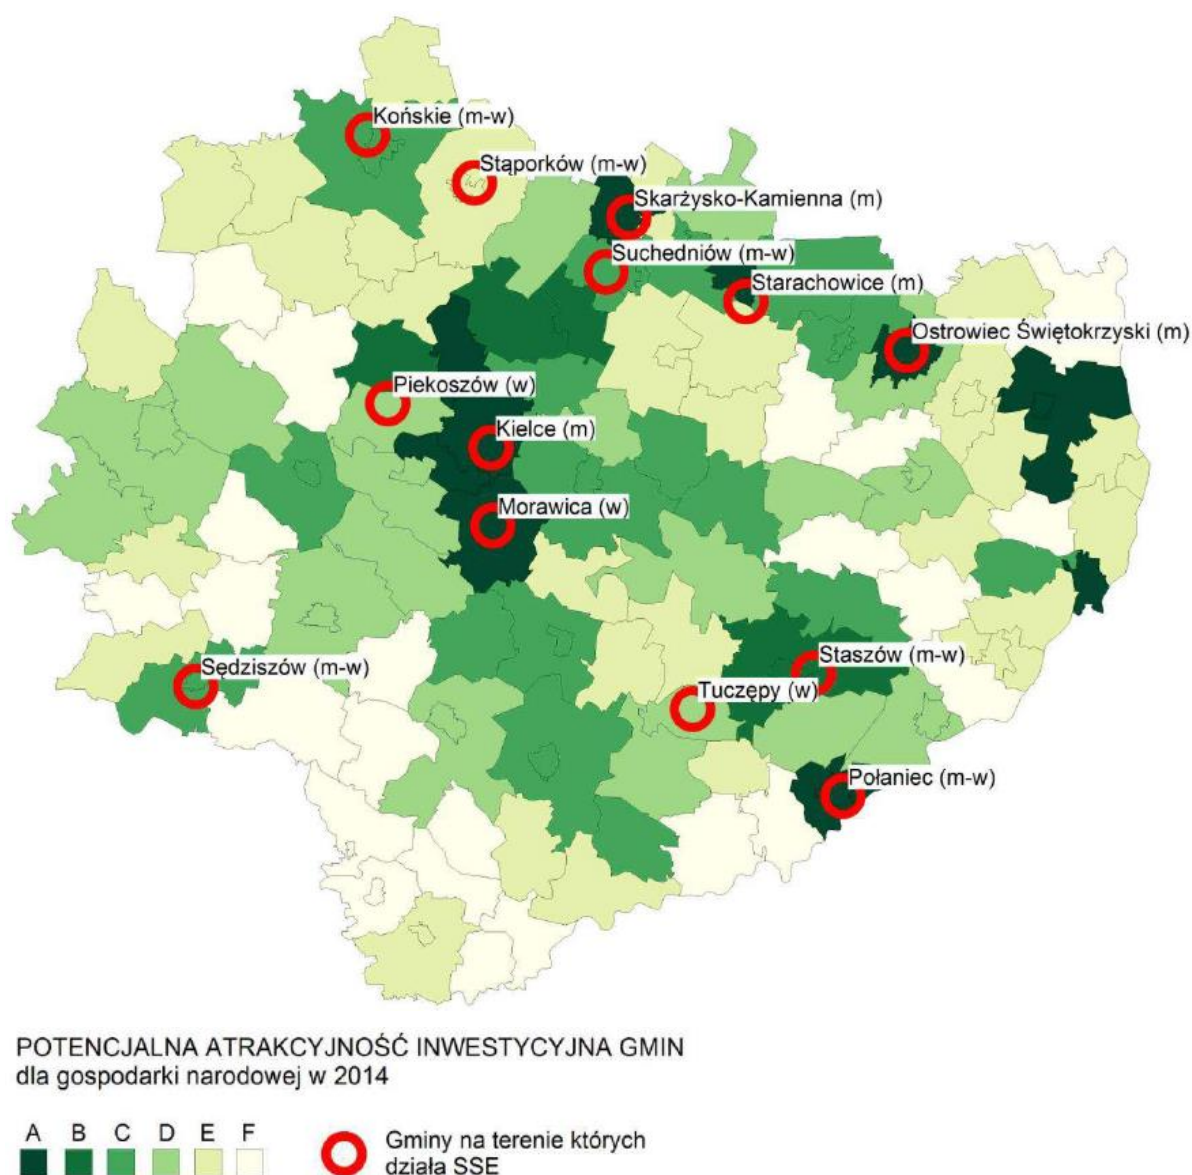 Końskie (m-w)
Stąporków (m-w)
Skarżysko-Kamienna (m)
Suchedniów (m-w)
Starachowice (m)
Ostrowiec Świętokrzyski (m)
Piekoszów (w)
Kielce (m)
Morawica (w)
Staszów (m-w)
Sędziszów (m-w)
Tuczępy (w)
Połaniec (m-w)
POTENCJALNA ATRAKCYJNOŚĆ INWESTYCYJNA GMIN
dla gospodarki narodowej w 2014
A B C D E F
Gminy na terenie których
działa SSE